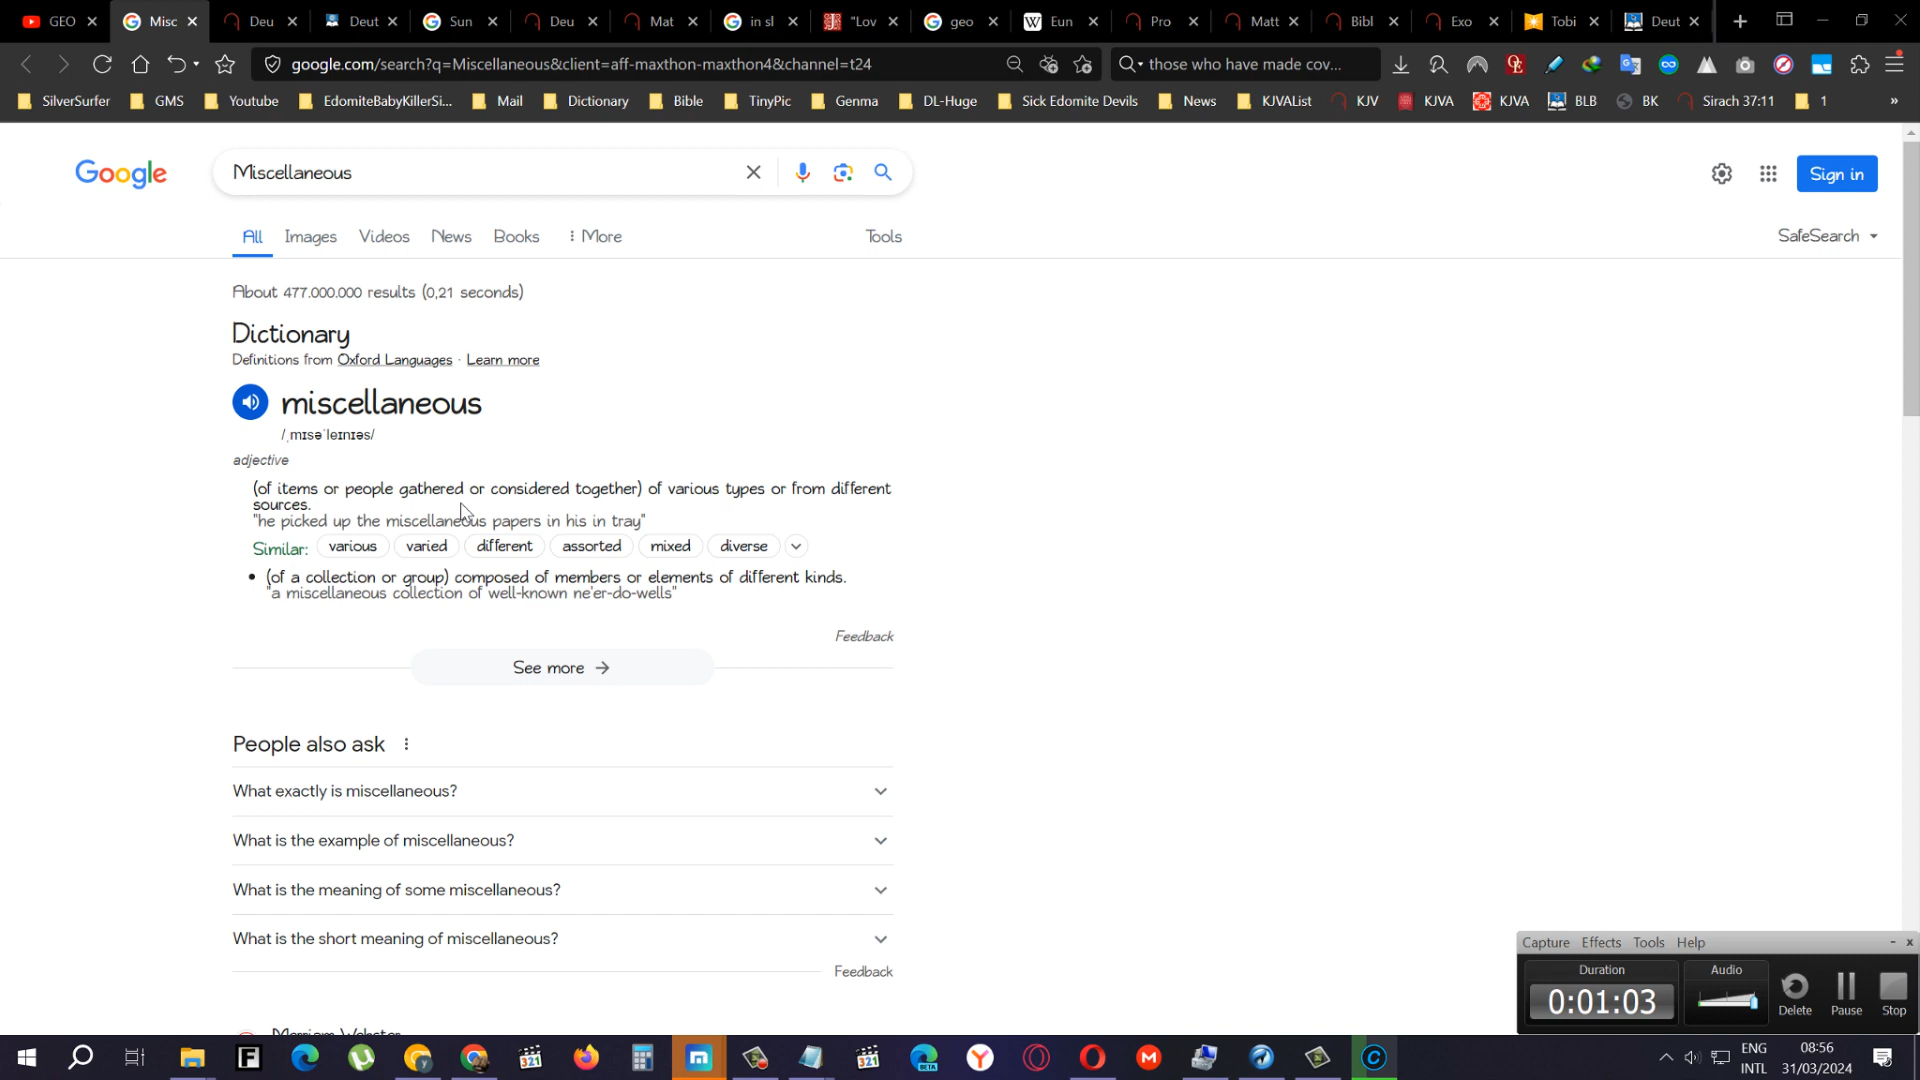 GEO
Misc
Deu
Deut
Sun
Deu
Mat
in sl
"Lov
geo
Eun
Pro
Matt
Bibl
Exo
Tobi
Deut
google.com/search?q=Miscellaneous&client=aff-maxthon-maxthon4&channel=t24
those who have made cov...
SilverSurfer
GMS
Youtube
EdomiteBabyKillerSi...
Mail
Dictionary
Bible
TinyPic
Genma
DL-Huge
Sick Edomite Devils
News
KJVAList
KJV
KJVA
KJVA
BLB
BK
Sirach 37:11
1
»
Google
Miscellaneous
Sign in
All
Images
Videos
News
Books
More
Tools
SafeSearch
About 477.000.000 results (0,21 seconds)
Dictionary
Definitions from Oxford Languages · Learn more
miscellaneous
/ˌmɪsəˈleɪnɪəs/
adjective
(of items or people gathered or considered together) of various types or from different
sources.
"he picked up the miscellaneous papers in his in tray"
Similar: various varied different assorted mixed diverse
• (of a collection or group) composed of members or elements of different kinds.
"a miscellaneous collection of well-known ne'er-do-wells"
Feedback
See more →
People also ask
What exactly is miscellaneous?
What is the example of miscellaneous?
What is the meaning of some miscellaneous?
What is the short meaning of miscellaneous?
Feedback
Merriam-Webster
Capture Effects Tools Help
Duration
0:01:03
Audio
Delete
Pause
Stop
ENG
INTL
08:56
31/03/2024